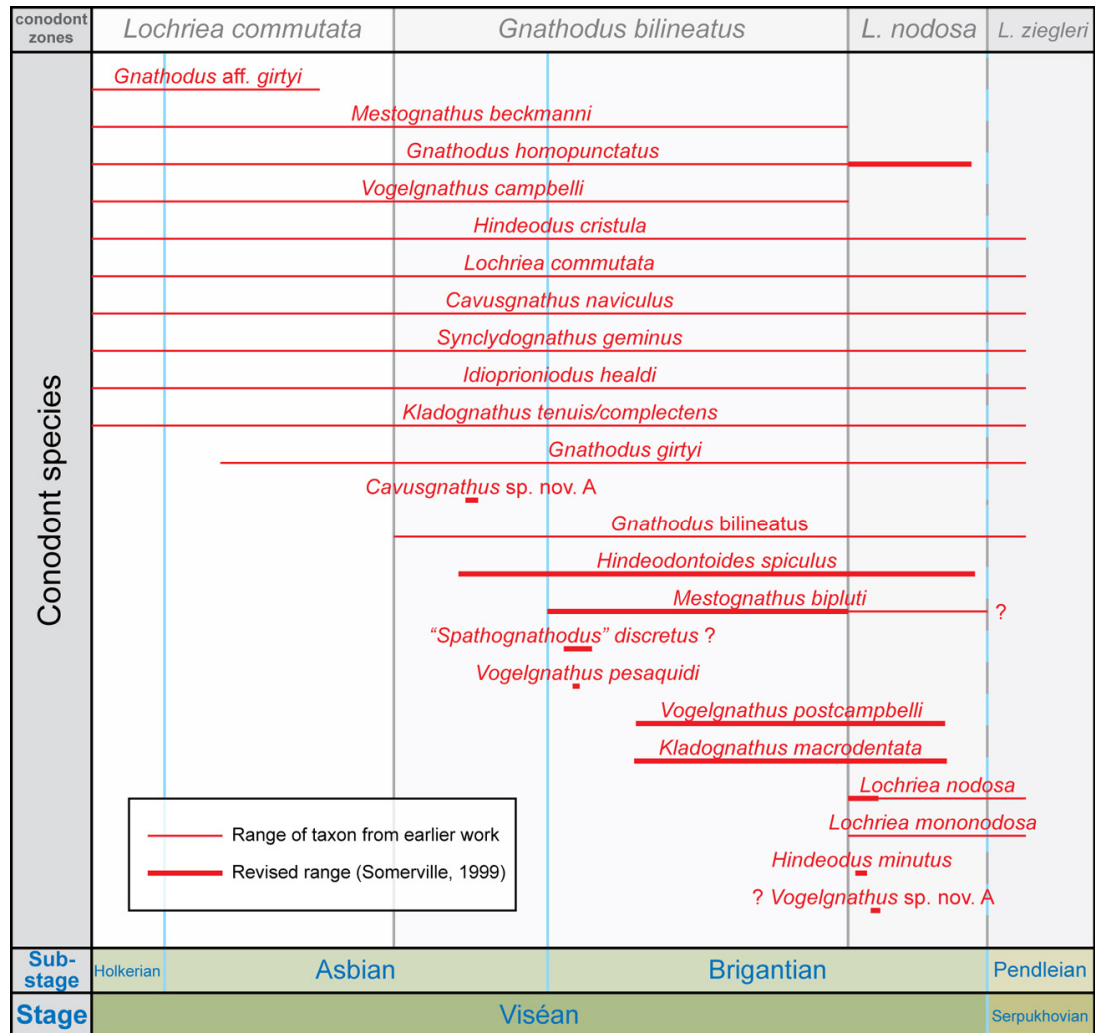 conodont
zones
Lochriea commutata
Gnathodus bilineatus
L. nodosa
L. ziegleri
Gnathodus aff. girtyi
Mestognathus beckmanni
Gnathodus homopunctatus
Vogelgnathus campbelli
Hindeodus cristula
Lochriea commutata
Cavusgnathus naviculus
Synclydognathus geminus
Idioprioniodus healdi
Kladognathus tenuis/complectens
Gnathodus girtyi
Cavusgnathus sp. nov. A
Gnathodus bilineatus
Hindeodontoides spiculus
Mestognathus bipluti
?
“Spathognathodus” discretus ?
Vogelgnathus pesaquidi
Vogelgnathus postcampbelli
Kladognathus macrodentata
Lochriea nodosa
Lochriea mononodosa
Hindeodus minutus
? Vogelgnathus sp. nov. A
Conodont species
Range of taxon from earlier work
Revised range (Somerville, 1999)
Sub-
stage
Holkerian
Asbian
Brigantian
Pendleian
Stage
Viséan
Serpukhovian